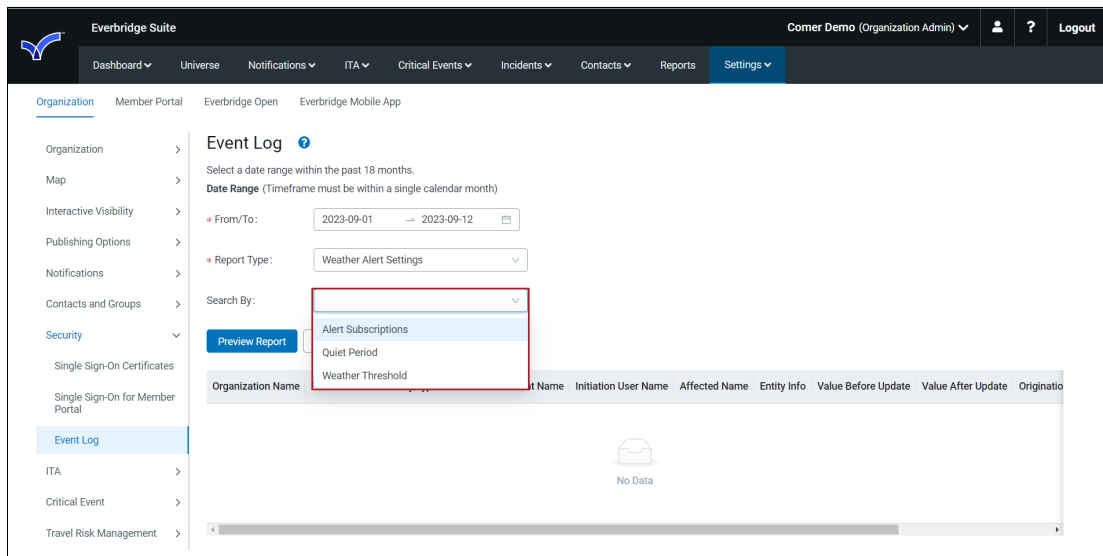 Everbridge Suite
Comer Demo (Organization Admin)
?
Logout
Dashboard
Universe
Notifications
ITA
Critical Events
Incidents
Contacts
Reports
Settings
Organization
Member Portal
Everbridge Open
Everbridge Mobile App
Organization
Map
Interactive Visibility
Publishing Options
Notifications
Contacts and Groups
Security
Single Sign-On Certificates
Single Sign-On for Member
Portal
Event Log
ITA
Critical Event
Travel Risk Management
Event Log ?
Select a date range within the past 18 months.
Date Range (Timeframe must be within a single calendar month)
* From/To: 2023-09-01 → 2023-09-12
* Report Type: Weather Alert Settings
Search By:
Alert Subscriptions
Quiet Period
Weather Threshold
Preview Report
Organization Name
Name
Initiation User Name
Affected Name
Entity Info
Value Before Update
Value After Update
Originatio
No Data